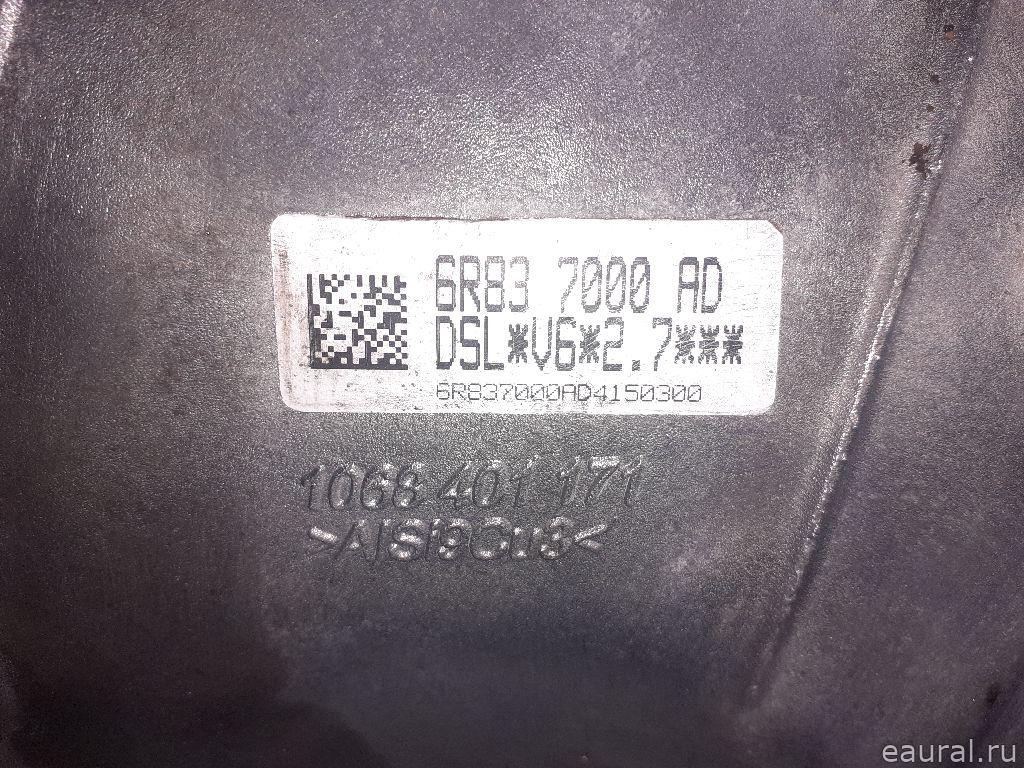 6R83 7000 AD
DSL*V6*2.7***
6R837000AD4150300
1068 401 171
>AlSi9Cu3<
eaural.ru